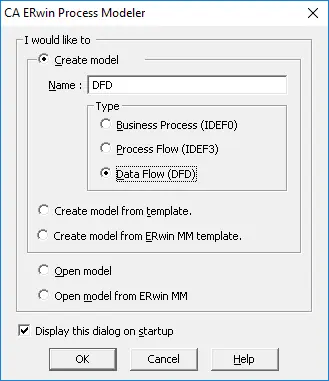 CA ERwin Process Modeler
I would like to
Create model
Name : DFD
Type
Business Process (IDEF0)
Process Flow (IDEF3)
Data Flow (DFD)
Create model from template.
Create model from ERwin MM template.
Open model
Open model from ERwin MM
Display this dialog on startup
OK Cancel Help